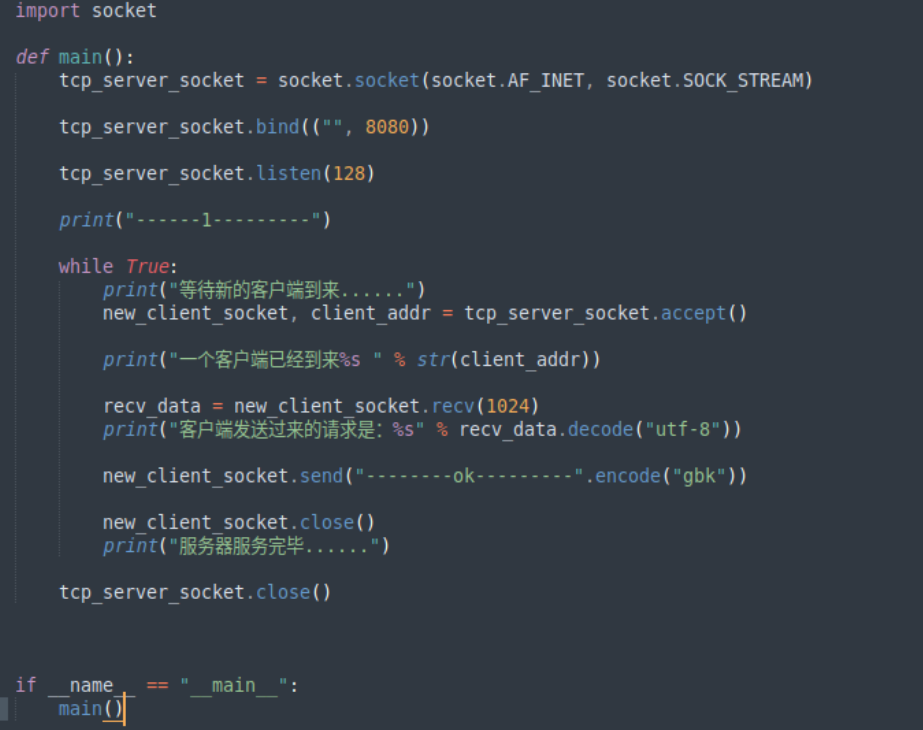 import socket
def main():
    tcp_server_socket = socket.socket(socket.AF_INET, socket.SOCK_STREAM)
    tcp_server_socket.bind(("", 8080))
    tcp_server_socket.listen(128)
    print("------1---------")
    while True:
        print("等待新的客户端到来......")
        new_client_socket, client_addr = tcp_server_socket.accept()
        print("一个客户端已经到来%s " % str(client_addr))
        recv_data = new_client_socket.recv(1024)
        print("客户端发送过来的请求是：%s" % recv_data.decode("utf-8"))
        new_client_socket.send("--------ok---------".encode("gbk"))
        new_client_socket.close()
        print("服务器服务完毕......")
    tcp_server_socket.close()
if __name__ == "__main__":
    main()